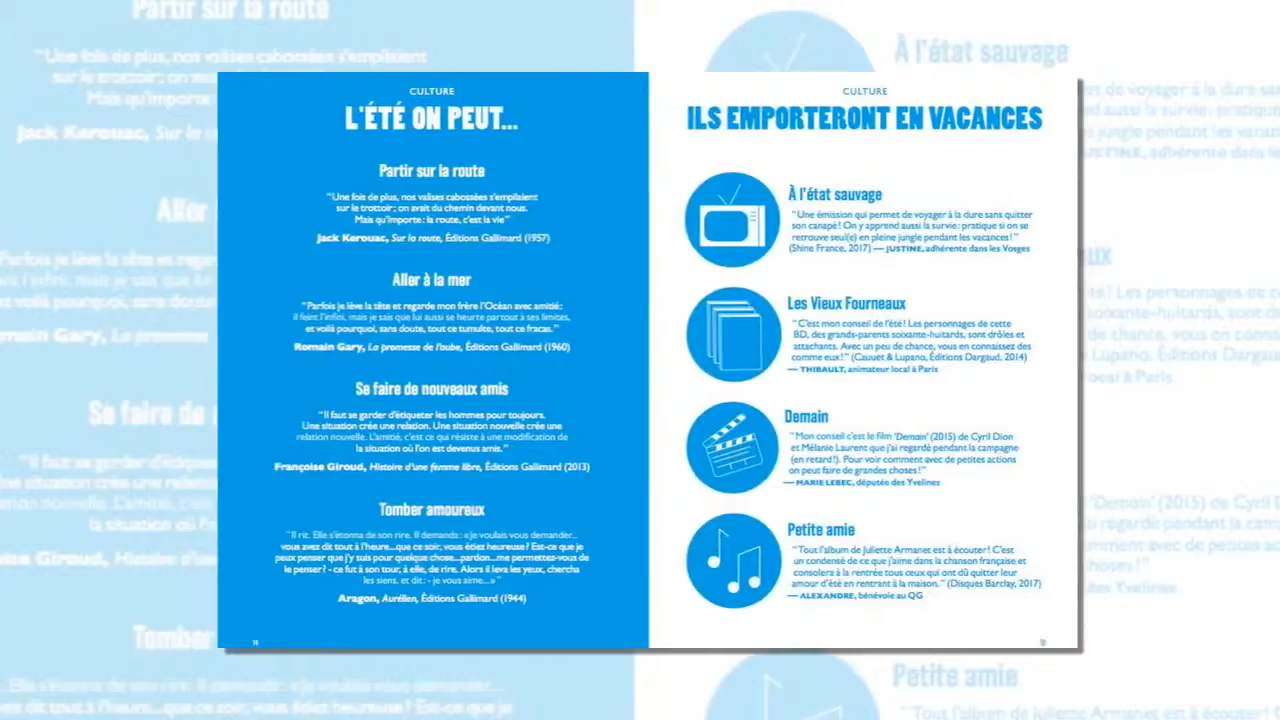 CULTURE
L'ÉTÉ ON PEUT...
Partir sur la route
"Une fois de plus, nos valises cabossées s'empilaient
sur le trottoir ; on avait du chemin devant nous.
Mais qu'importe : la route, c'est la vie"
Jack Kerouac, Sur la route, Éditions Gallimard (1957)
Aller à la mer
"Parfois je lève la tête et regarde mon frère l'Océan avec amitié :
il feint l'infini, mais je sais que lui aussi se heurte partout à ses limites,
et voilà pourquoi, sans doute, tout ce tumulte, tout ce fracas."
Romain Gary, La promesse de l'aube, Éditions Gallimard (1960)
Se faire de nouveaux amis
"Il faut se garder d'étiqueter les hommes pour toujours.
Une situation crée une relation. Une situation nouvelle crée une
relation nouvelle. L'amitié, c'est ce qui résiste à une modification de
la situation où l'on est devenus amis."
Françoise Giroud, Histoire d'une femme libre, Éditions Gallimard (2013)
Tomber amoureux
"Il rit. Elle s'étonna de son rire. Il demanda : « je voulais vous demander...
vous avez dit tout à l'heure...que ce soir, vous étiez heureuse ? Est-ce que je
peux penser que j'y suis pour quelque chose...pardon...me permettez-vous de
le penser ? - ce fut à son tour, à elle, de rire. Alors il leva les yeux, chercha
les siens, et dit : - je vous aime...»"
Aragon, Aurélien, Éditions Gallimard (1944)
CULTURE
ILS EMPORTERONT EN VACANCES
À l'état sauvage
"Une émission qui permet de voyager à la dure sans quitter
son canapé ! On y apprend aussi la survie : pratique si on se
retrouve seul(e) en pleine jungle pendant les vacances !"
(Shine France, 2017) — JUSTINE, adhérente dans les Vosges
Les Vieux Fourneaux
"C'est mon conseil de l'été ! Les personnages de cette
BD, des grands-parents soixante-huitards, sont drôles et
attachants. Avec un peu de chance, vous en connaissez des
comme eux !" (Cauuet & Lupano, Éditions Dargaud, 2014)
— THIBAULT, animateur local à Paris
Demain
"Mon conseil c'est le film 'Demain' (2015) de Cyril Dion
et Mélanie Laurent que j'ai regardé pendant la campagne
(en retard !). Pour voir comment avec de petites actions
on peut faire de grandes choses !"
— MARIE LEBEC, députée des Yvelines
Petite amie
"Tout l'album de Juliette Armanet est à écouter ! C'est
un condensé de ce que j'aime dans la chanson française et
consolera à la rentrée tous ceux qui ont dû quitter leur
amour d'été en rentrant à la maison." (Disques Barclay, 2017)
— ALEXANDRE, bénévole au QG